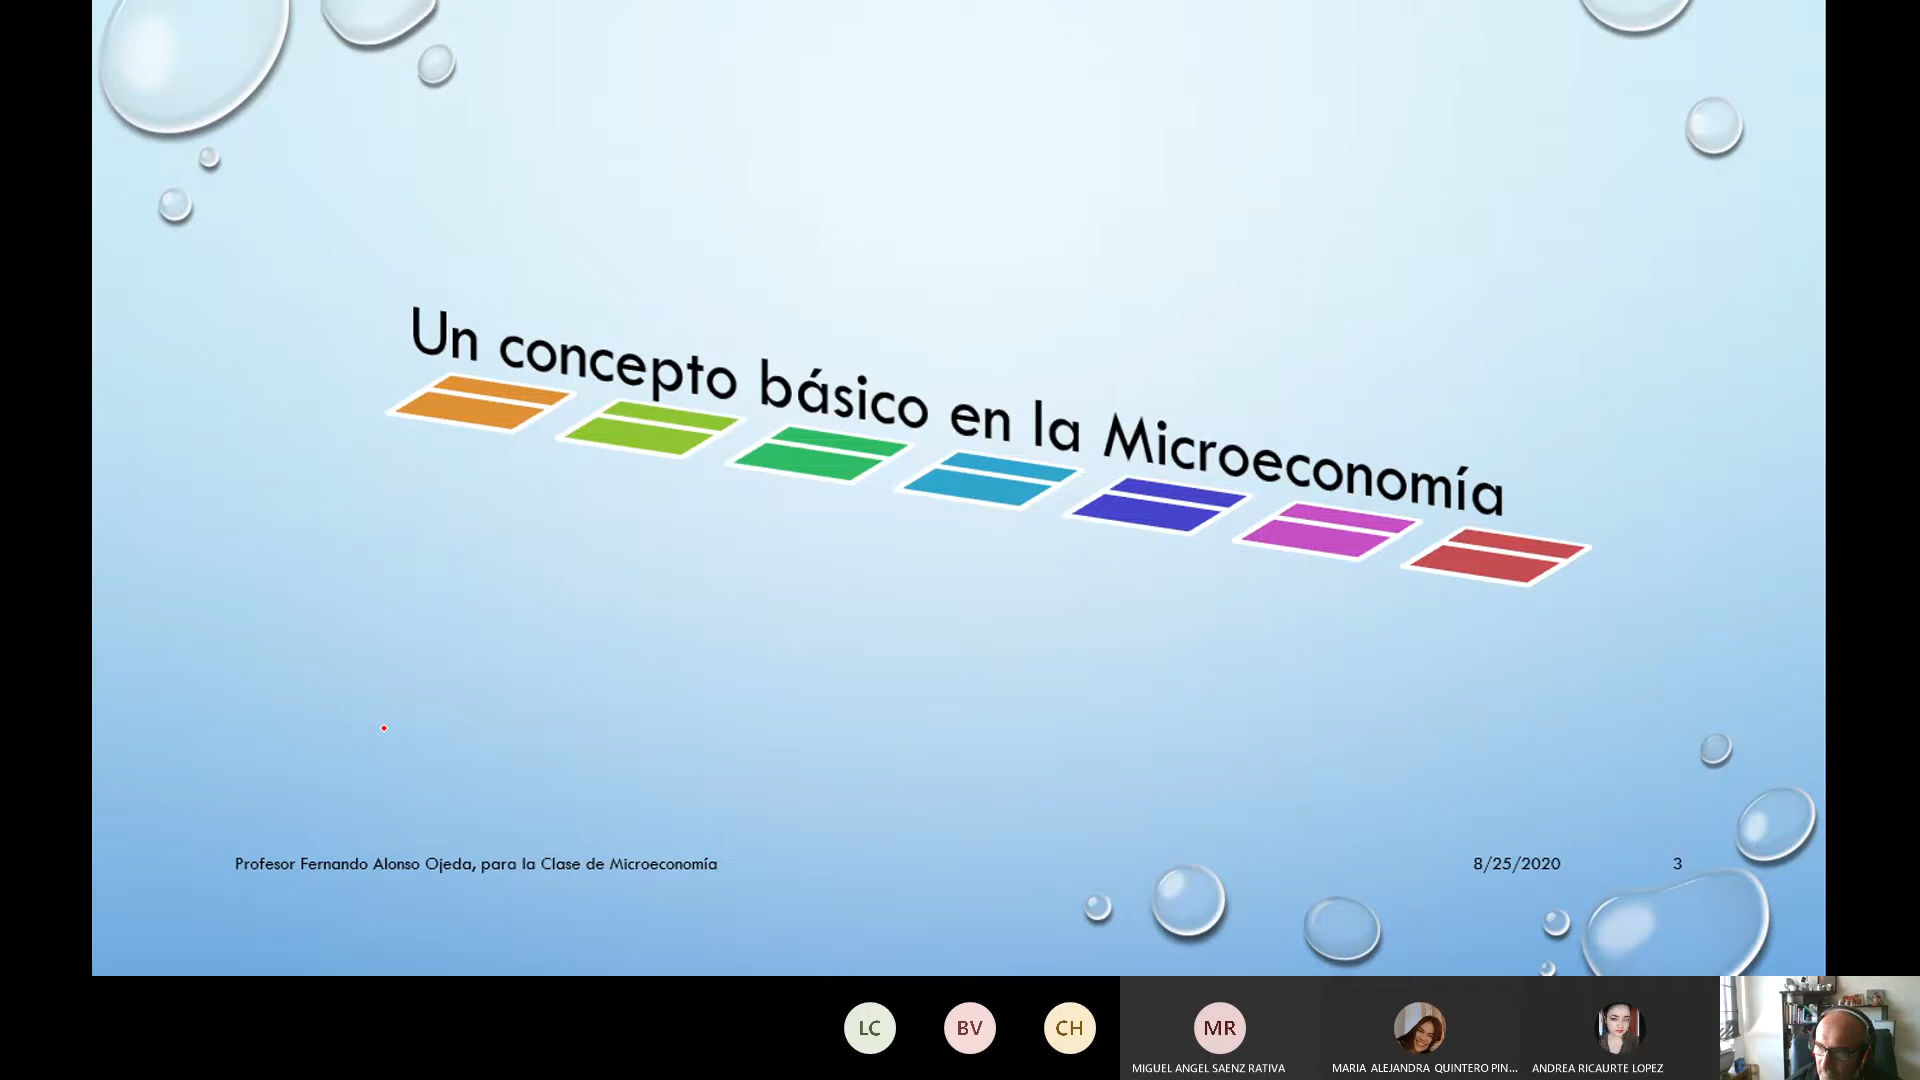 Un concepto básico en la Microeconomía
Profesor Fernando Alonso Ojeda, para la Clase de Microeconomía
8/25/2020
3
LC
BV
CH
MR
MIGUEL ANGEL SAENZ RATIVA
MARIA ALEJANDRA QUINTERO PIN...
ANDREA RICAURTE LOPEZ